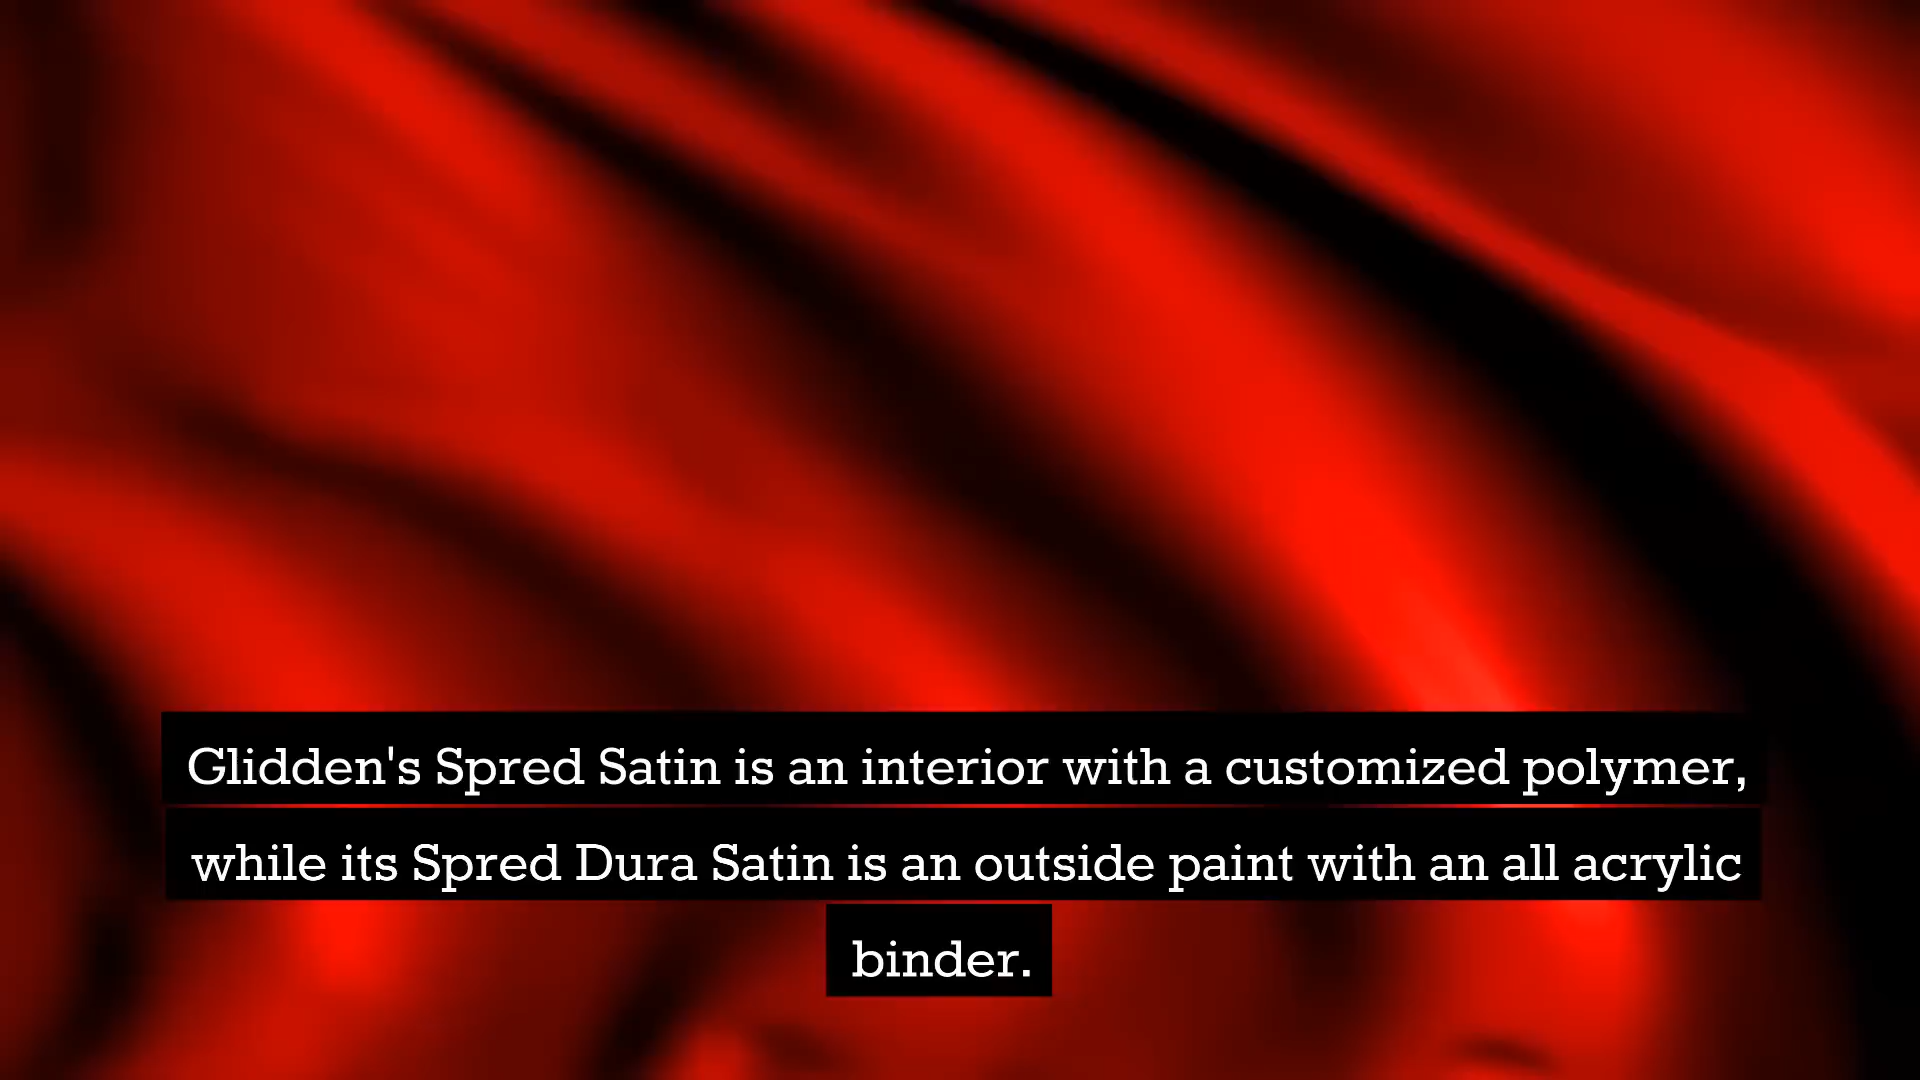 Glidden's Spred Satin is an interior with a customized polymer,
while its Spred Dura Satin is an outside paint with an all acrylic
binder.